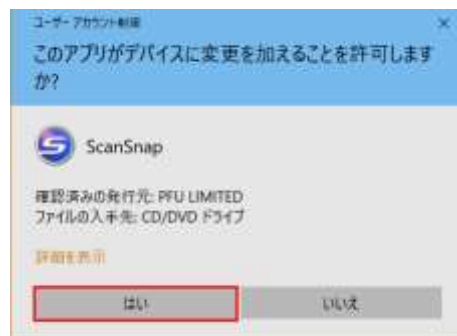 ユーザー アカウント制御
×
このアプリがデバイスに変更を加えることを許可します
か?
ScanSnap
確認済みの発行元: PFU LIMITED
ファイルの入手先: CD/DVD ドライブ
詳細を表示
はい
いいえ